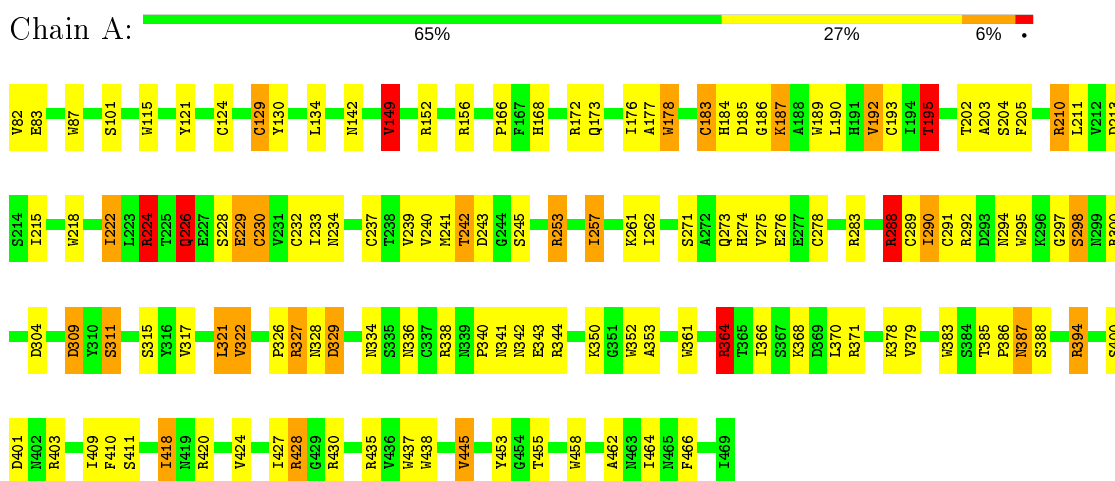 Chain A:
65% 27% 6% •
V82 E83 W87 S101 W115 Y121 C124 C129 Y130 L134 N142 V149 R152 R156 P166 F167 H168 R172 Q173 I176 A177 W178 C183 H184 D185 G186 K187 A188 W189 L190 H191 V192 C193 I194 T195 T202 A203 S204 F205 R210 L211 V212 D213
S214 I215 W218 I222 L223 R224 T225 Q226 E227 S228 E229 C230 V231 C232 I233 N234 C237 T238 V239 V240 M241 T242 D243 G244 S245 R253 I257 K261 I262 S271 A272 Q273 H274 V275 E276 E277 C278 R283 R288 C289 I290 C291 R292 D293 N294 W295 K296 G297 S298 N299 R300
D304 D309 Y310 S311 S315 Y316 V317 L321 V322 P326 R327 N328 D329 N334 S335 N336 C337 R338 N339 P340 N341 N342 E343 R344 K350 G351 W352 A353 W361 R364 T365 I366 S367 K368 D369 L370 R371 K378 V379 W383 S384 T385 P386 N387 S388 R394 S400
D401 N402 R403 I409 F410 S411 I418 N419 R420 V424 I427 R428 G429 R430 R435 V436 W437 W438 V445 Y453 G454 T455 W458 A462 N463 I464 N465 F466 I469